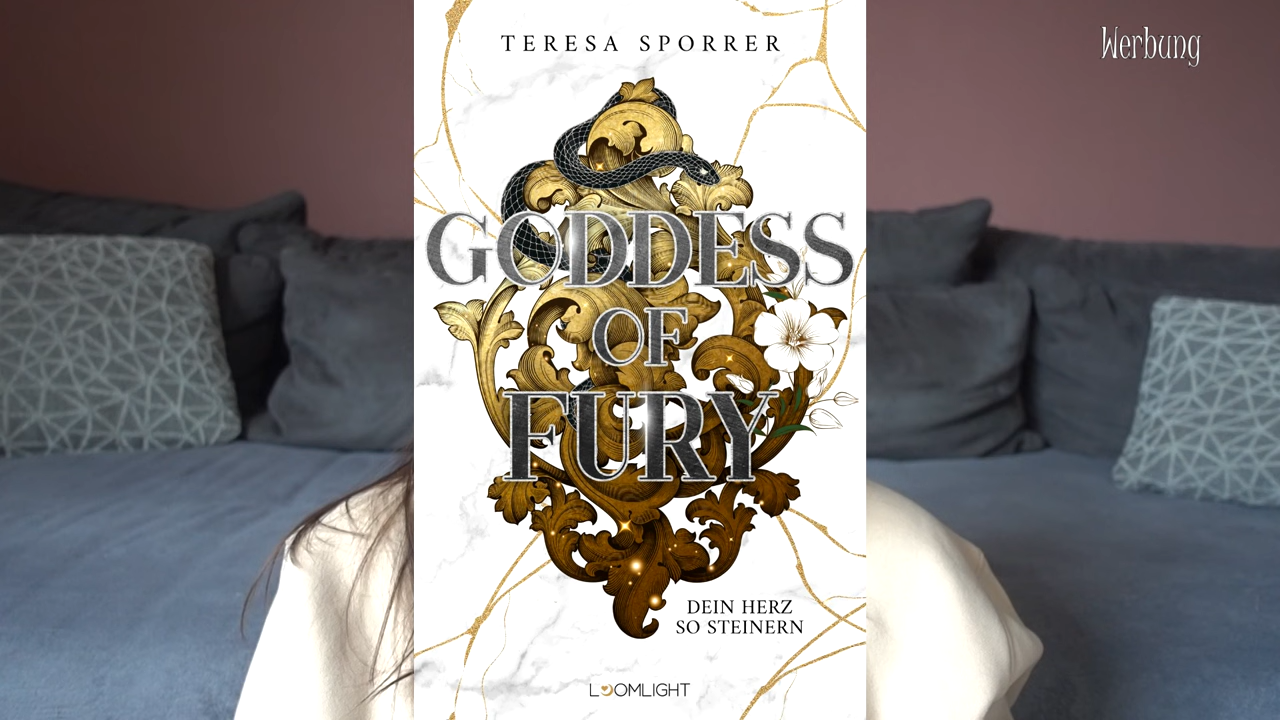 Werbung
TERESA SPORRER
GODDESS
OF
FURY
DEIN HERZ
SO STEINERN
LOOMLIGHT